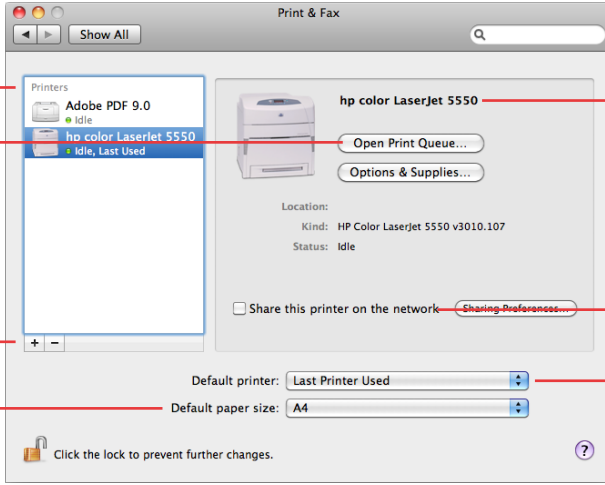 Print & Fax
Show All
Printers
Adobe PDF 9.0
Idle
hp color LaserJet 5550
Idle, Last Used
+ −
hp color LaserJet 5550
Open Print Queue...
Options & Supplies...
Location:
Kind: HP Color LaserJet 5550 v3010.107
Status: Idle
Share this printer on the network
Sharing Preferences...
Default printer: Last Printer Used
Default paper size: A4
Click the lock to prevent further changes.
?